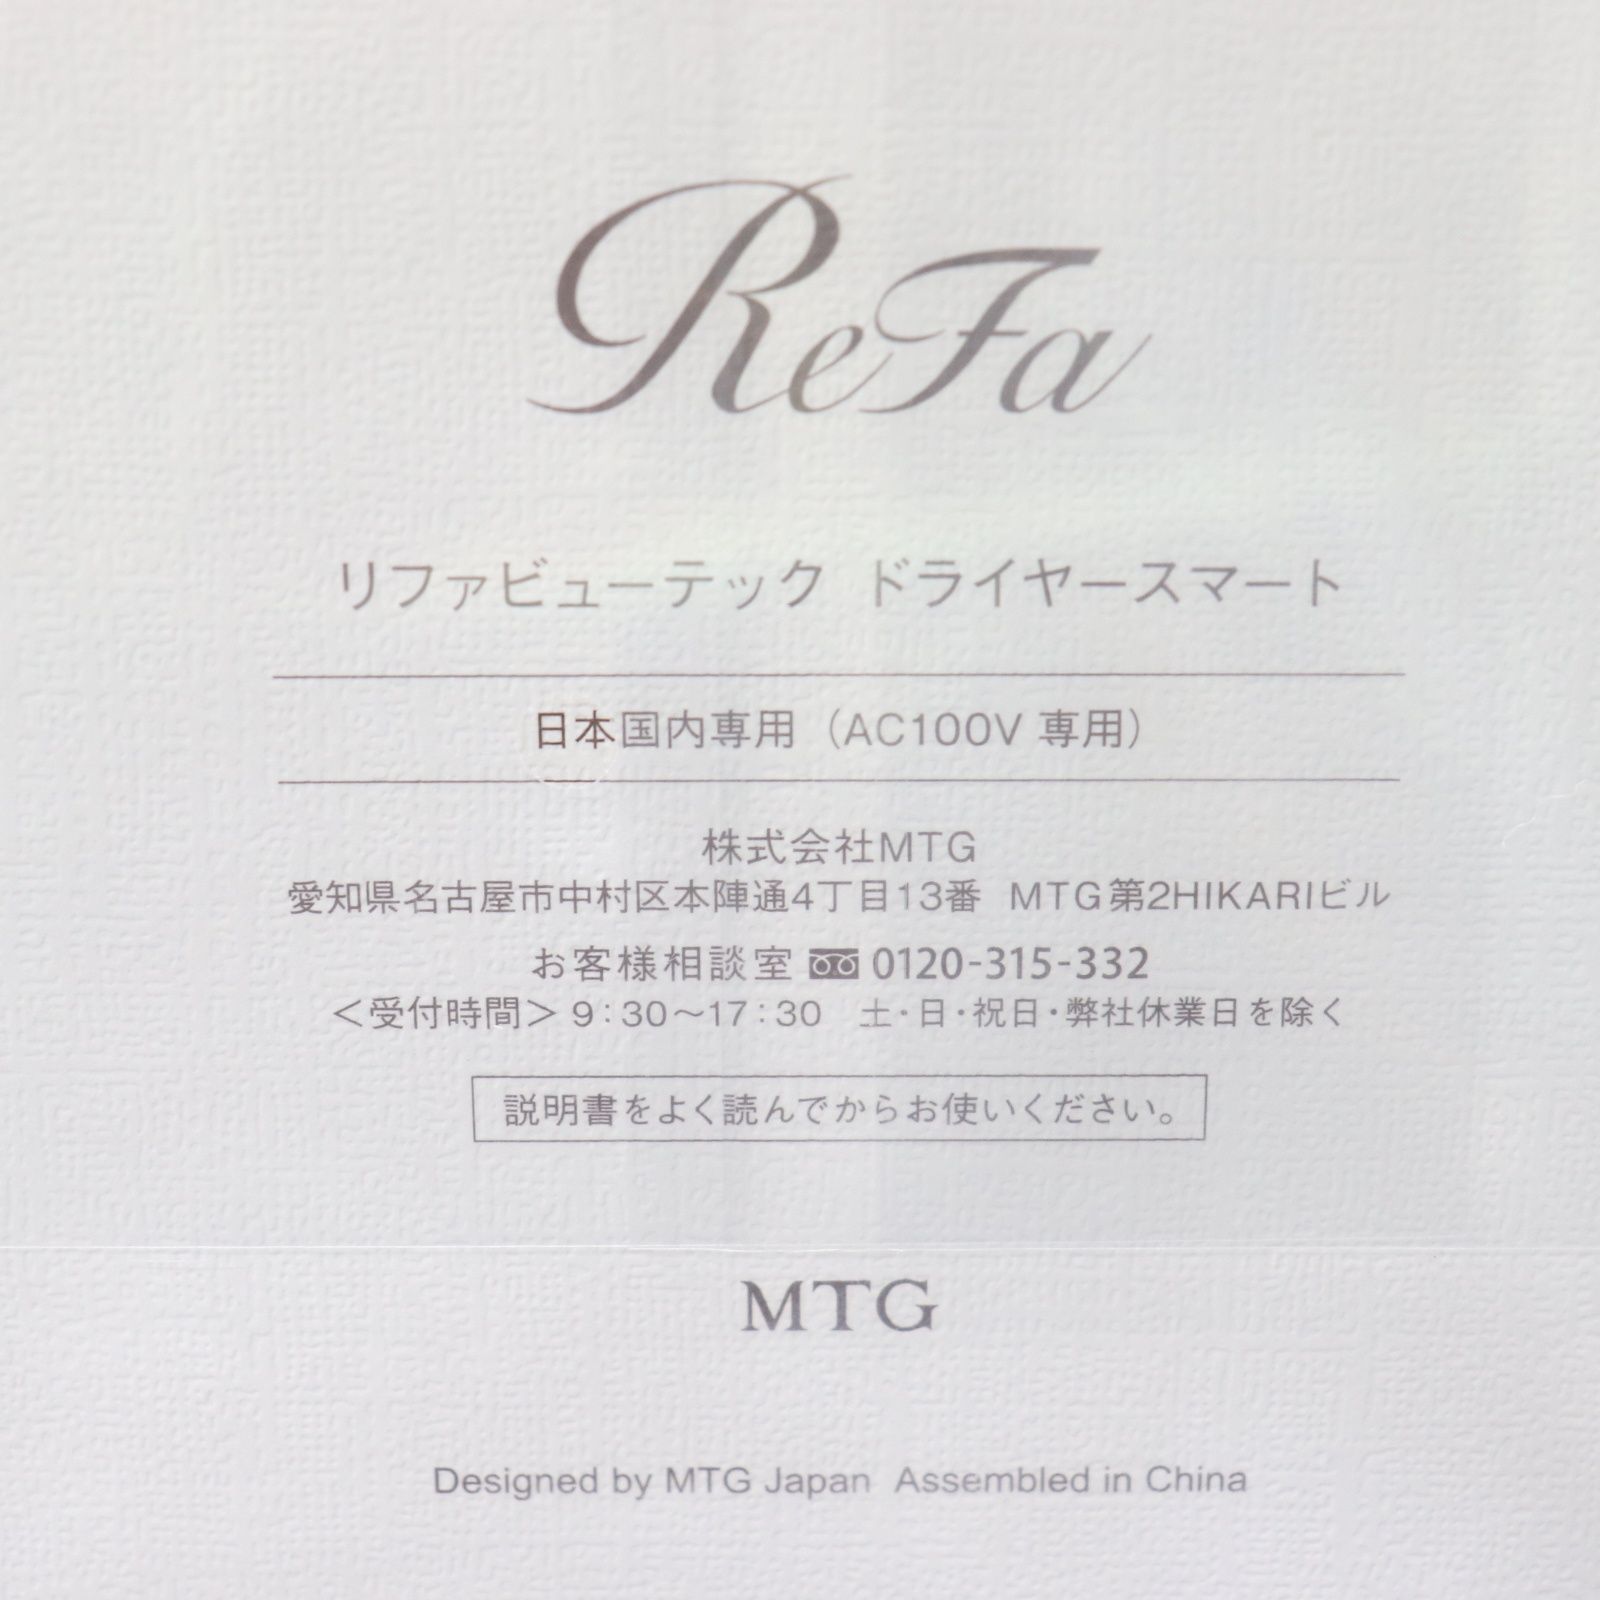 ReFa
リファビューテック ドライヤースマート
日本国内専用（AC100V 専用）
株式会社MTG
愛知県名古屋市中村区本陣通4丁目13番 MTG第2HIKARIビル
お客様相談室 0120-315-332
＜受付時間＞9：30～17：30　土・日・祝日・弊社休業日を除く
説明書をよく読んでからお使いください。
MTG
Designed by MTG Japan Assembled in China